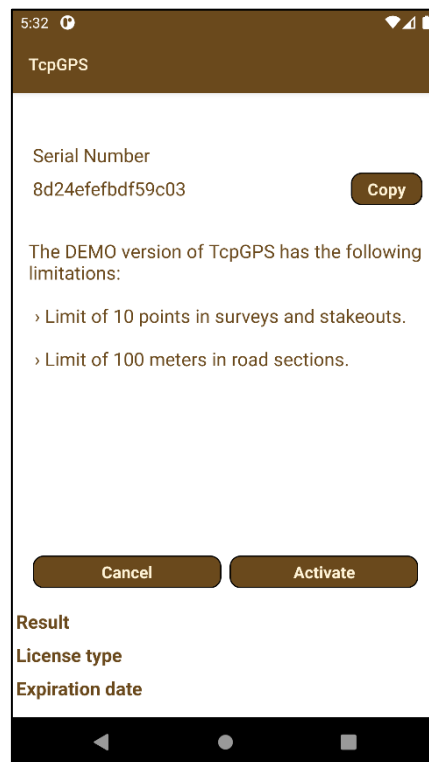 5:32
TcpGPS
Serial Number
8d24efefbdf59c03
Copy
The DEMO version of TcpGPS has the following
limitations:
› Limit of 10 points in surveys and stakeouts.
› Limit of 100 meters in road sections.
Cancel
Activate
Result
License type
Expiration date